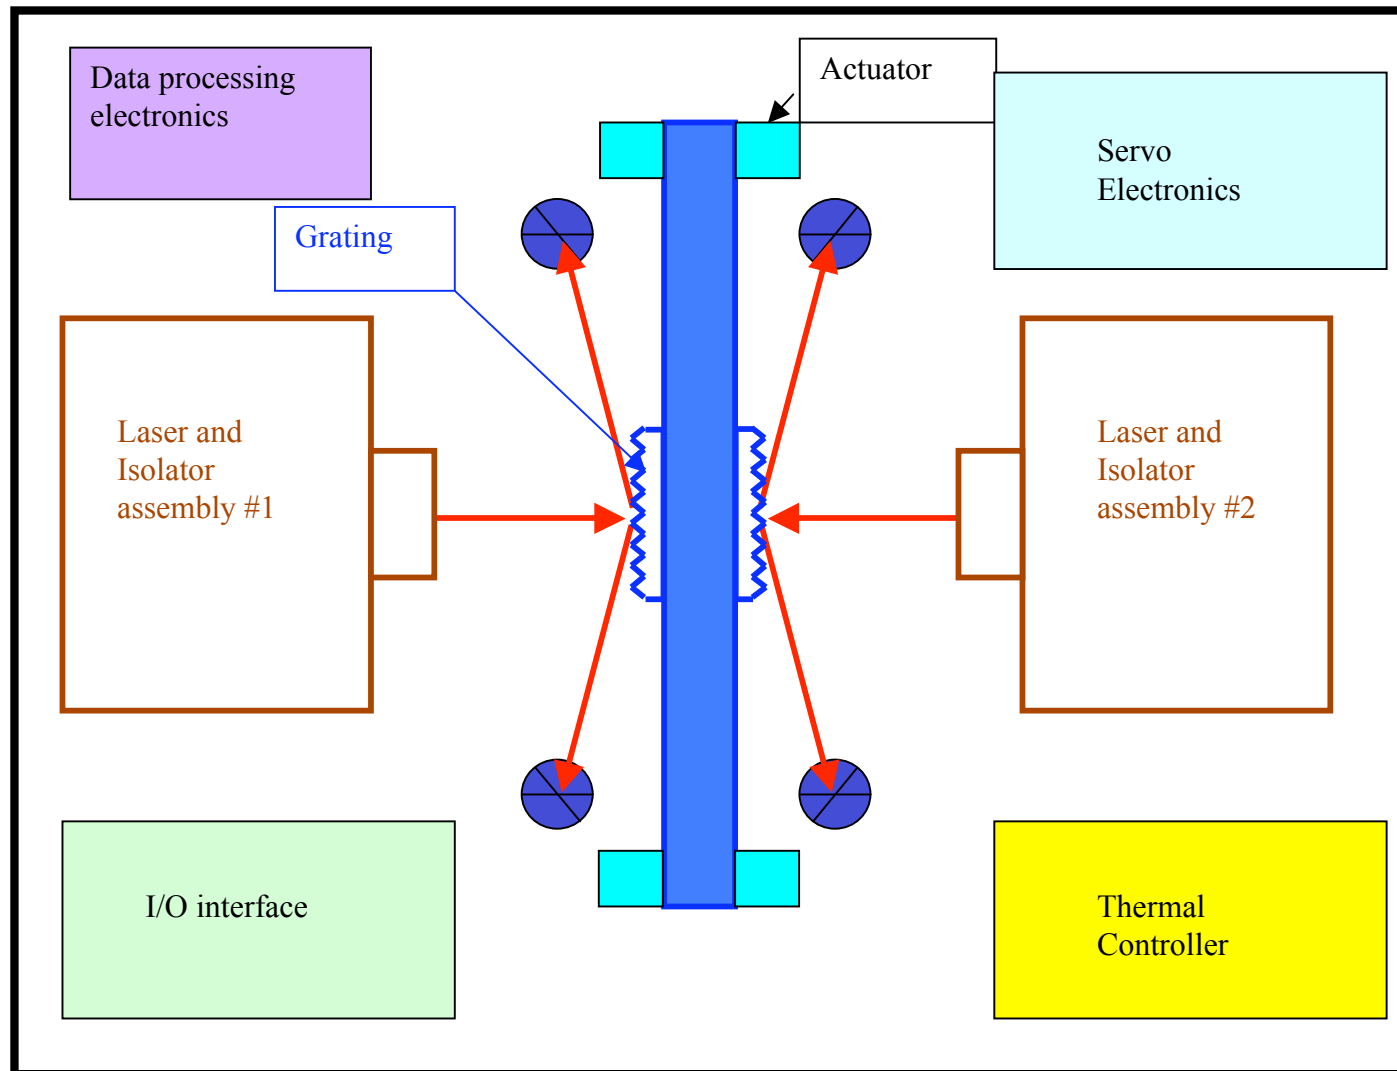 Data processing
electronics
Actuator
Servo
Electronics
Grating
Laser and
Isolator
assembly #1
Laser and
Isolator
assembly #2
I/O interface
Thermal
Controller